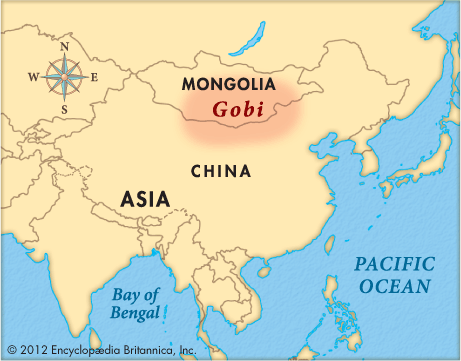 N
W E
S
MONGOLIA
Gobi
CHINA
ASIA
PACIFIC
OCEAN
Bay of
Bengal
© 2012 Encyclopædia Britannica, Inc.